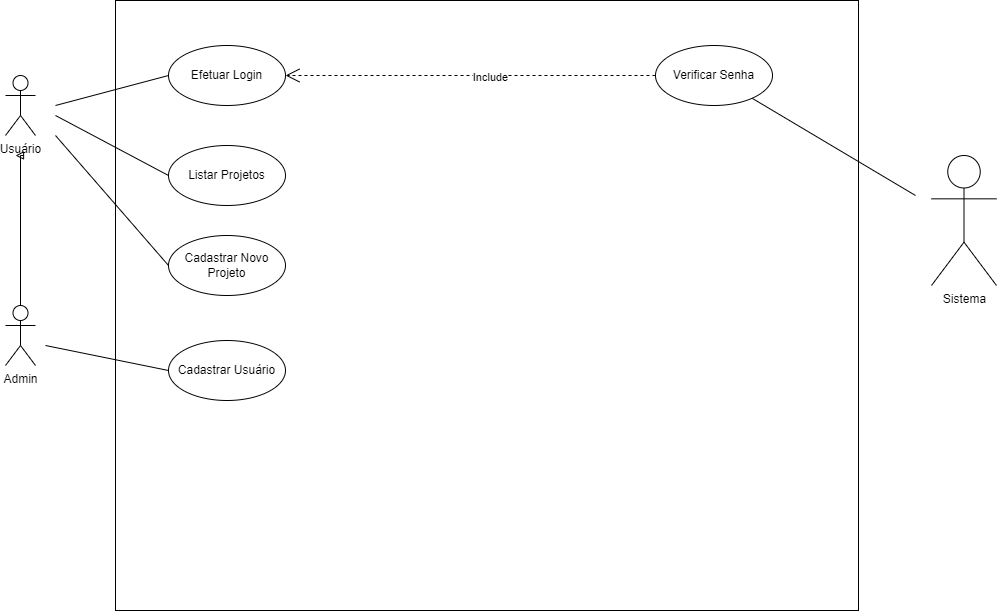 Efetuar Login
Include
Verificar Senha
Usuário
Listar Projetos
Cadastrar Novo
Projeto
Sistema
Cadastrar Usuário
Admin